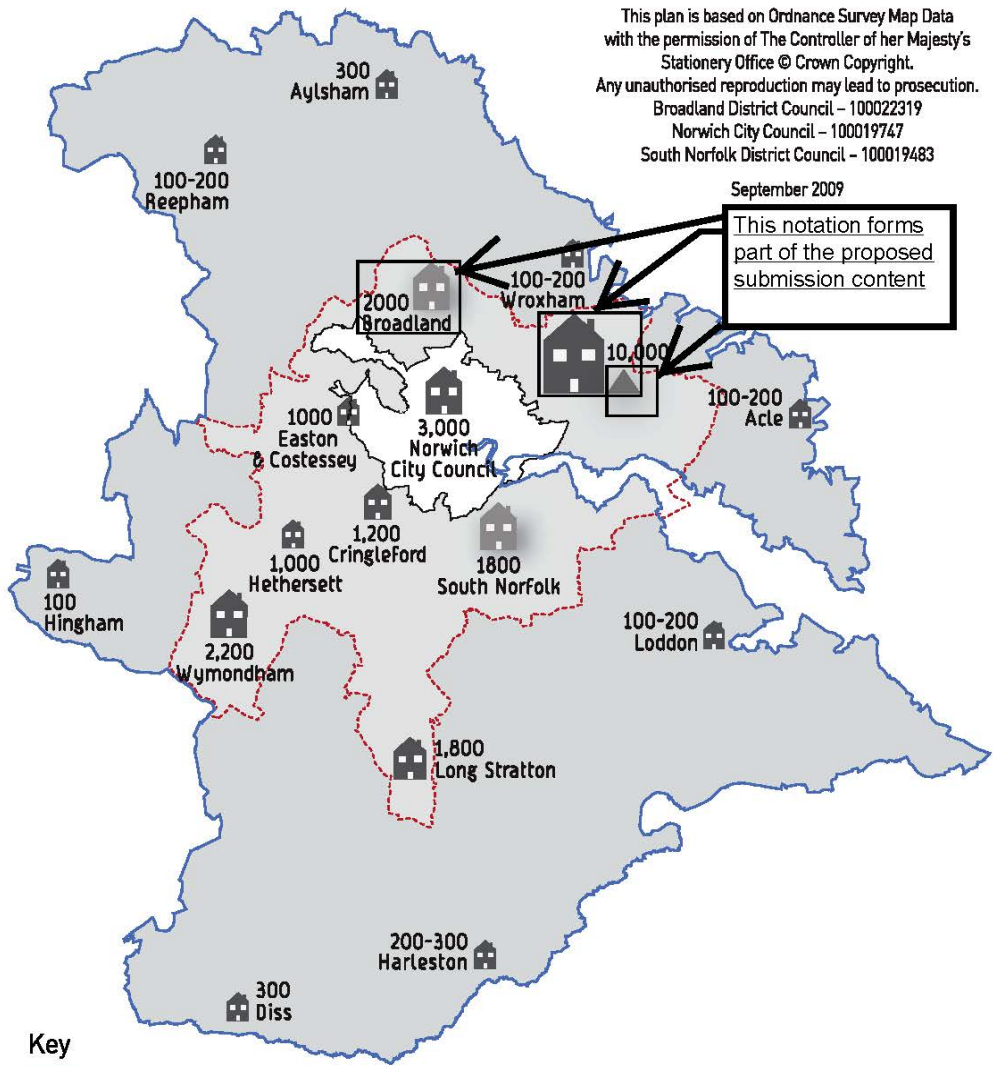 This plan is based on Ordnance Survey Map Data
with the permission of The Controller of her Majesty's
Stationery Office © Crown Copyright.
Any unauthorised reproduction may lead to prosecution.
Broadland District Council – 100022319
Norwich City Council – 100019747
South Norfolk District Council – 100019483
September 2009
This notation forms
part of the proposed
submission content
300
Aylsham
100-200
Reepham
100-200
Wroxham
2000
Broadland
10,000
100-200
Acle
1000
Easton
& Costessey
3,000
Norwich
City Council
1,200
CringleFord
1,000
Hethersett
1800
South Norfolk
100
Hingham
2,200
Wymondham
100-200
Loddon
1,800
Long Stratton
200-300
Harleston
300
Diss
Key